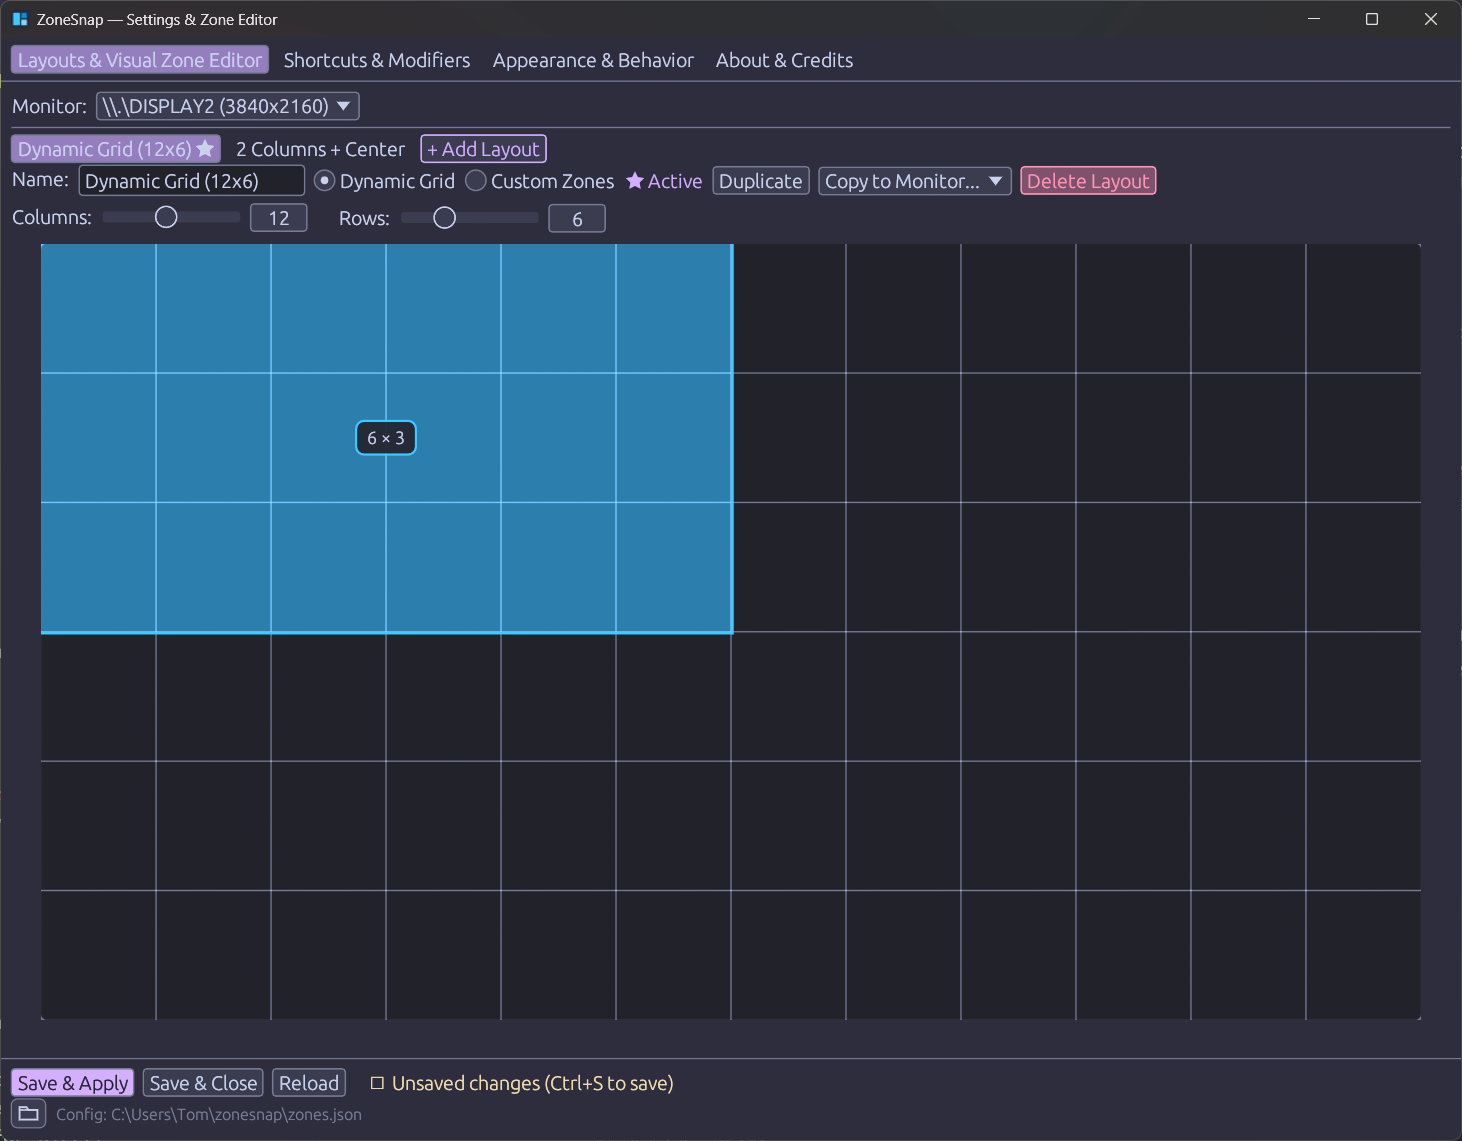 ZoneSnap — Settings & Zone Editor
Layouts & Visual Zone Editor Shortcuts & Modifiers Appearance & Behavior About & Credits
Monitor: \\.\DISPLAY2 (3840x2160)
Dynamic Grid (12x6) ★ 2 Columns + Center + Add Layout
Name: Dynamic Grid (12x6) Dynamic Grid Custom Zones ★ Active Duplicate Copy to Monitor... Delete Layout
Columns: 12 Rows: 6
6 × 3
Save & Apply Save & Close Reload □ Unsaved changes (Ctrl+S to save)
Config: C:\Users\Tom\zonesnap\zones.json